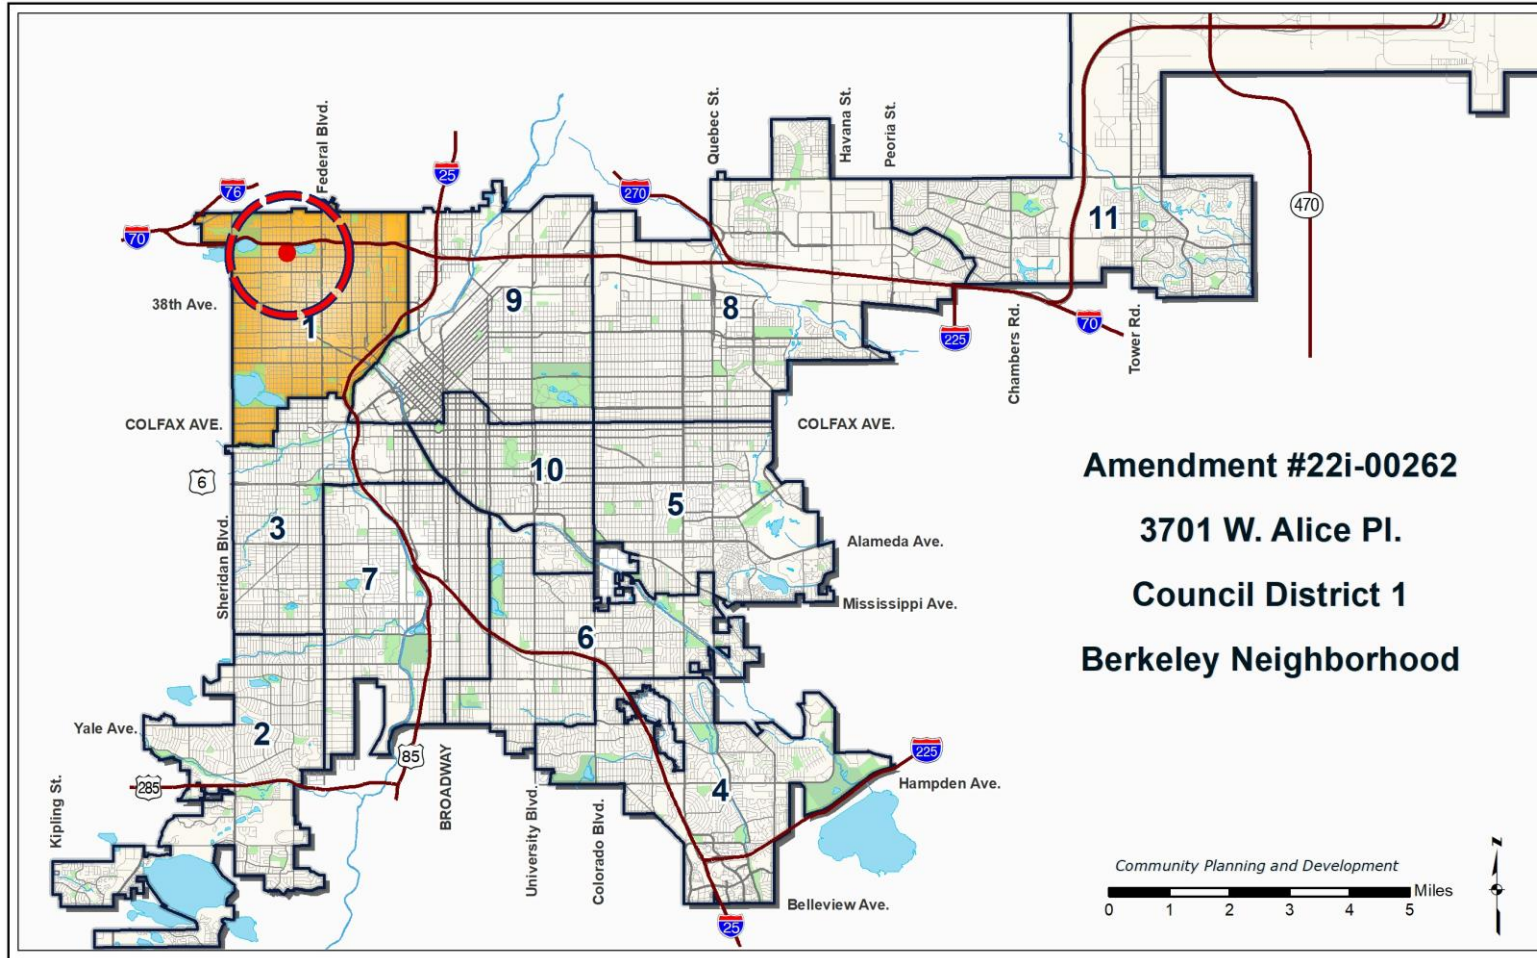 Quebec St.
Havana St.
Peoria St.
Federal Blvd.
25
76
270
470
70
11
38th Ave.
9
8
1
225
Chambers Rd.
70
Tower Rd.
COLFAX AVE.
COLFAX AVE.
6
10
5
3
Sheridan Blvd.
Alameda Ave.
7
Mississippi Ave.
6
Yale Ave.
2
85
225
285
4
Hampden Ave.
Kipling St.
BROADWAY
University Blvd.
Colorado Blvd.
Belleview Ave.
25
Amendment #22i-00262
3701 W. Alice Pl.
Council District 1
Berkeley Neighborhood
Community Planning and Development
Miles
0 1 2 3 4 5
Z